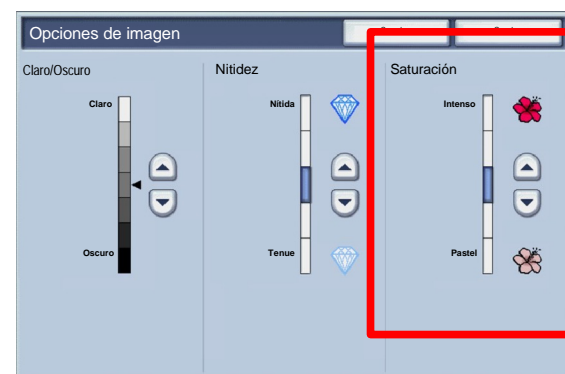 Opciones de imagen
Claro/Oscuro
Claro
Oscuro
Nitidez
Nítida
Tenue
Saturación
Intenso
Pastel